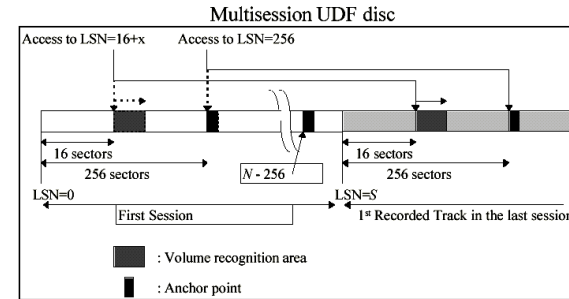 Multisession UDF disc
Access to LSN=16+x
Access to LSN=256
16 sectors
256 sectors
N - 256
16 sectors
256 sectors
LSN=0
LSN=S
First Session
1st Recorded Track in the last session
: Volume recognition area
: Anchor point